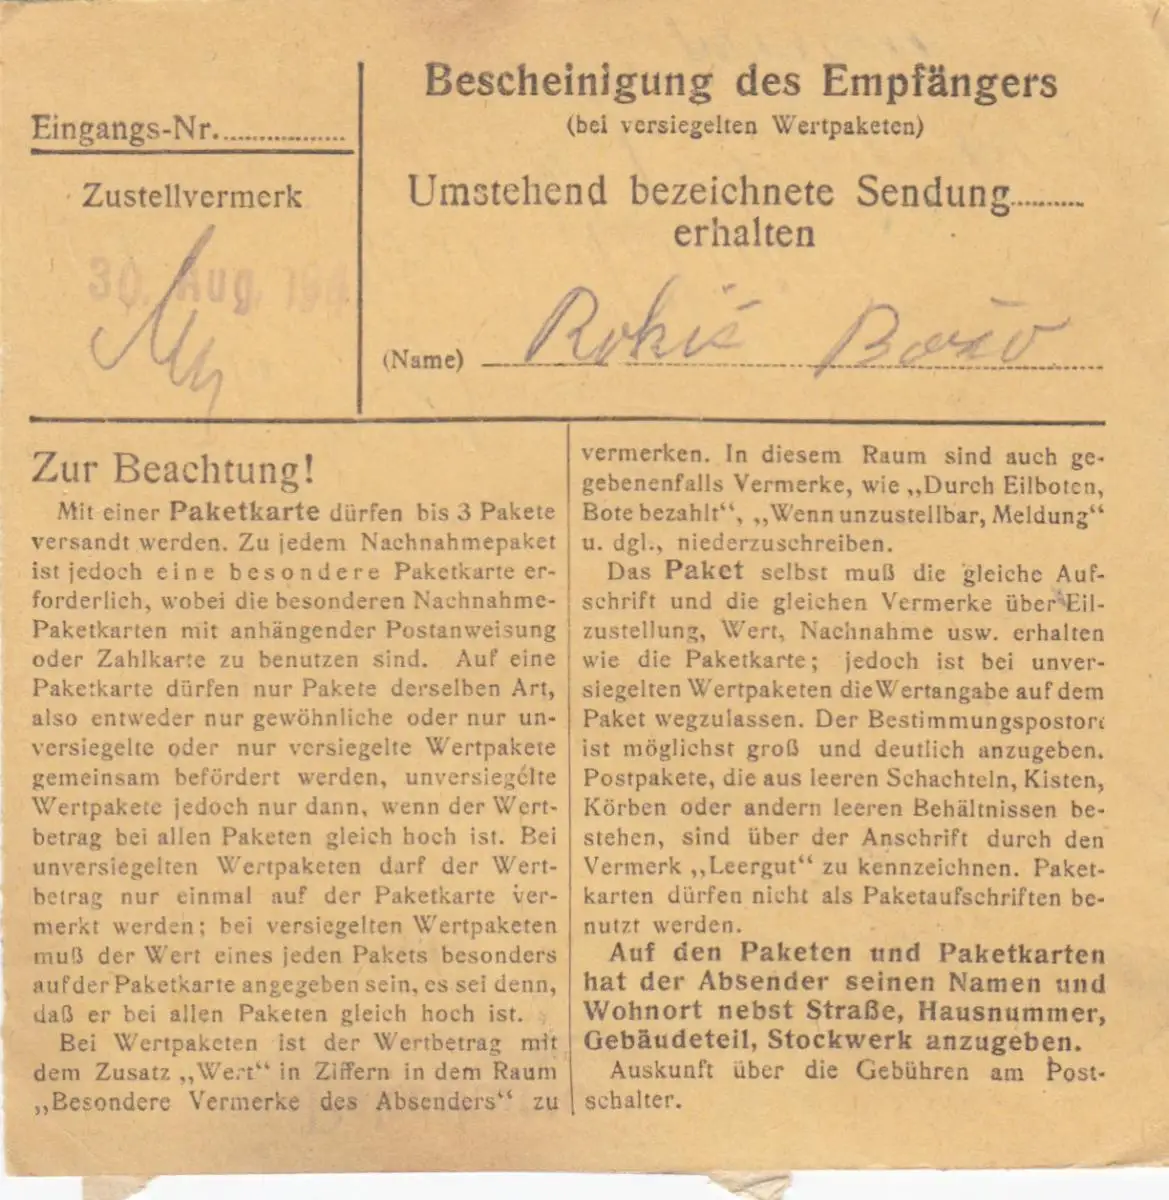 Eingangs-Nr.
Zustellvermerk
30. Aug. 194
Bescheinigung des Empfängers
(bei versiegelten Wertpaketen)
Umstehend bezeichnete Sendung
erhalten
(Name)
Zur Beachtung!
Mit einer Paketkarte dürfen bis 3 Pakete
versandt werden. Zu jedem Nachnahmepaket
ist jedoch eine besondere Paketkarte er-
forderlich, wobei die besonderen Nachnahme-
Paketkarten mit anhängender Postanweisung
oder Zahlkarte zu benutzen sind. Auf eine
Paketkarte dürfen nur Pakete derselben Art,
also entweder nur gewöhnliche oder nur un-
versiegelte oder nur versiegelte Wertpakete
gemeinsam befördert werden, unversiegelte
Wertpakete jedoch nur dann, wenn der Wert-
betrag bei allen Paketen gleich hoch ist. Bei
unversiegelten Wertpaketen darf der Wert-
betrag nur einmal auf der Paketkarte ver-
merkt werden; bei versiegelten Wertpaketen
muß der Wert eines jeden Pakets besonders
auf der Paketkarte angegeben sein, es sei denn,
daß er bei allen Paketen gleich hoch ist.
Bei Wertpaketen ist der Wertbetrag mit
dem Zusatz „Wert“ in Ziffern in dem Raum
„Besondere Vermerke des Absenders“ zu
vermerken. In diesem Raum sind auch ge-
gebenenfalls Vermerke, wie „Durch Eilboten,
Bote bezahlt“, „Wenn unzustellbar, Meldung“
u. dgl., niederzuschreiben.
Das Paket selbst muß die gleiche Auf-
schrift und die gleichen Vermerke über Eil-
zustellung, Wert, Nachnahme usw. erhalten
wie die Paketkarte; jedoch ist bei unver-
siegelten Wertpaketen die Wertangabe auf dem
Paket wegzulassen. Der Bestimmungspostort
ist möglichst groß und deutlich anzugeben.
Postpakete, die aus leeren Schachteln, Kisten,
Körben oder andern leeren Behältnissen be-
stehen, sind über der Anschrift durch den
Vermerk „Leergut“ zu kennzeichnen. Paket-
karten dürfen nicht als Paketaufschriften be-
nutzt werden.
Auf den Paketen und Paketkarten
hat der Absender seinen Namen und
Wohnort nebst Straße, Hausnummer,
Gebäudeteil, Stockwerk anzugeben.
Auskunft über die Gebühren am Post-
schalter.